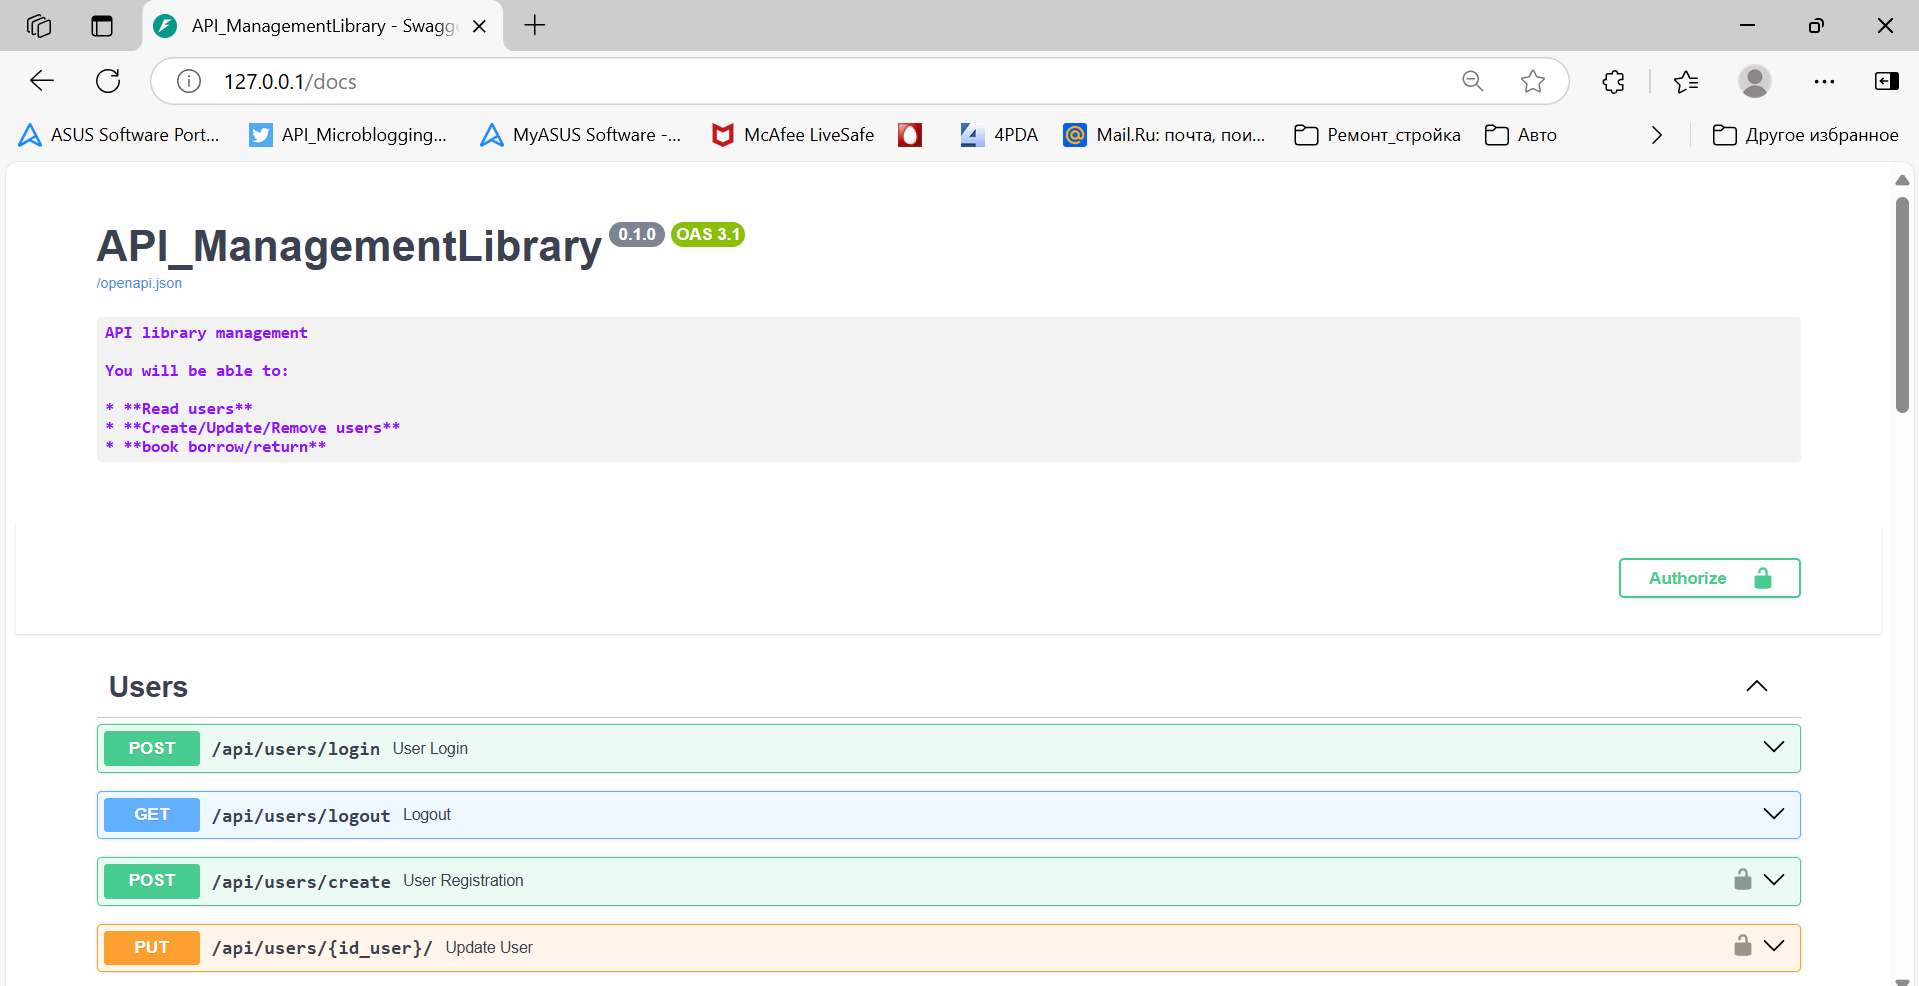 API_ManagementLibrary - Swagg
127.0.0.1/docs
ASUS Software Port... API_Microblogging... MyASUS Software -... McAfee LiveSafe 4PDA Mail.Ru: почта, пои... Ремонт_стройка Авто Другое избранное
API_ManagementLibrary 0.1.0 OAS 3.1
/openapi.json
API library management
You will be able to:
* **Read users**
* **Create/Update/Remove users**
* **book borrow/return**
Authorize
Users
POST /api/users/login User Login
GET /api/users/logout Logout
POST /api/users/create User Registration
PUT /api/users/{id_user}/ Update User